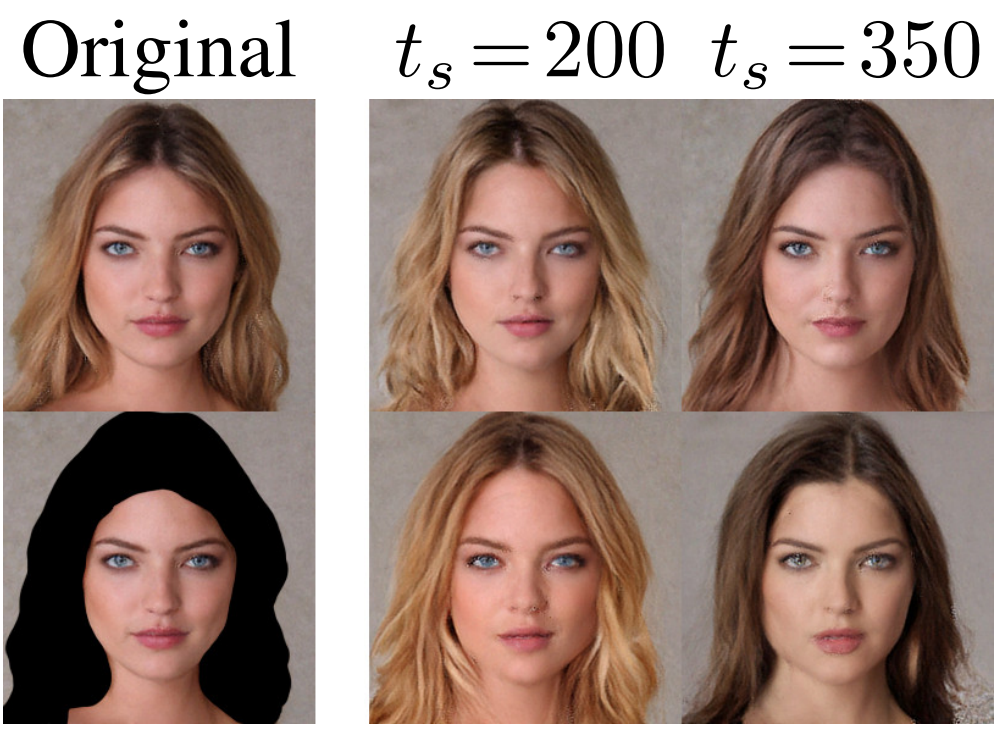 Original t_s = 200 t_s = 350